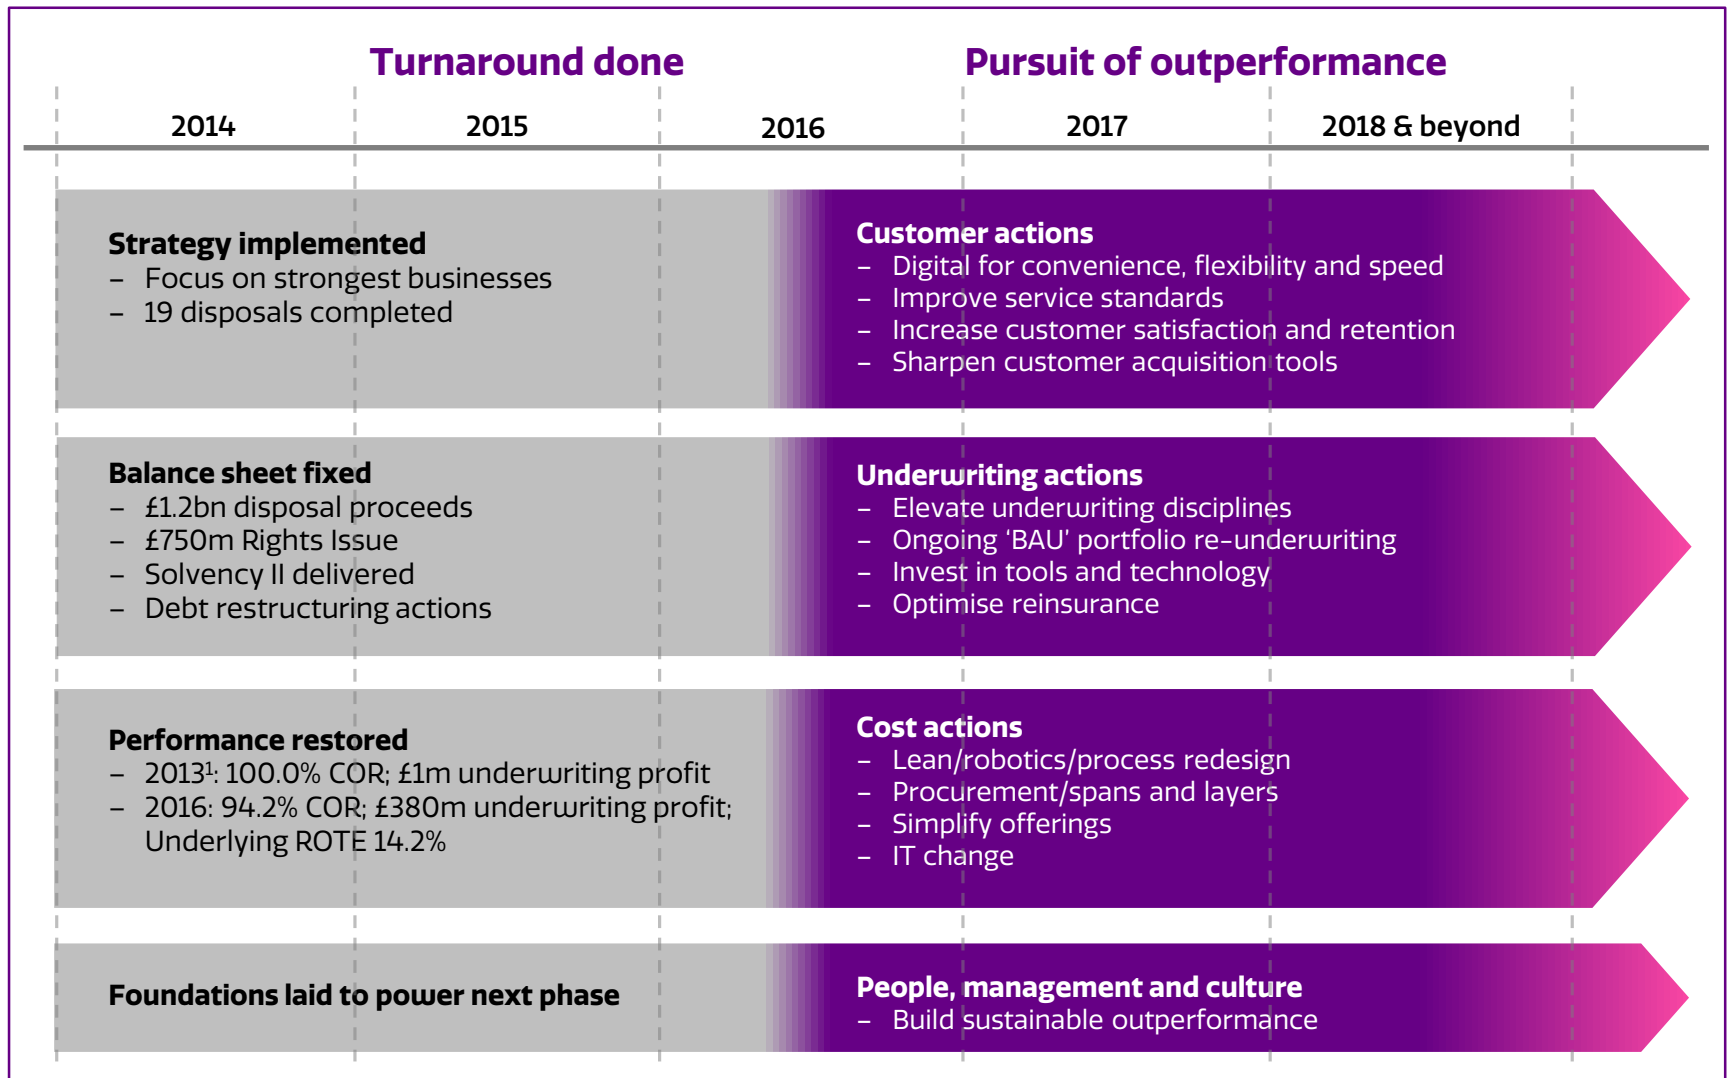 Turnaround done
Pursuit of outperformance
2014
2015
2016
2017
2018 & beyond
Strategy implemented
– Focus on strongest businesses
– 19 disposals completed
Customer actions
– Digital for convenience, flexibility and speed
– Improve service standards
– Increase customer satisfaction and retention
– Sharpen customer acquisition tools
Balance sheet fixed
– £1.2bn disposal proceeds
– £750m Rights Issue
– Solvency II delivered
– Debt restructuring actions
Underwriting actions
– Elevate underwriting disciplines
– Ongoing ‘BAU’ portfolio re-underwriting
– Invest in tools and technology
– Optimise reinsurance
Performance restored
– 2013¹: 100.0% COR; £1m underwriting profit
– 2016: 94.2% COR; £380m underwriting profit;
Underlying ROTE 14.2%
Cost actions
– Lean/robotics/process redesign
– Procurement/spans and layers
– Simplify offerings
– IT change
Foundations laid to power next phase
People, management and culture
– Build sustainable outperformance